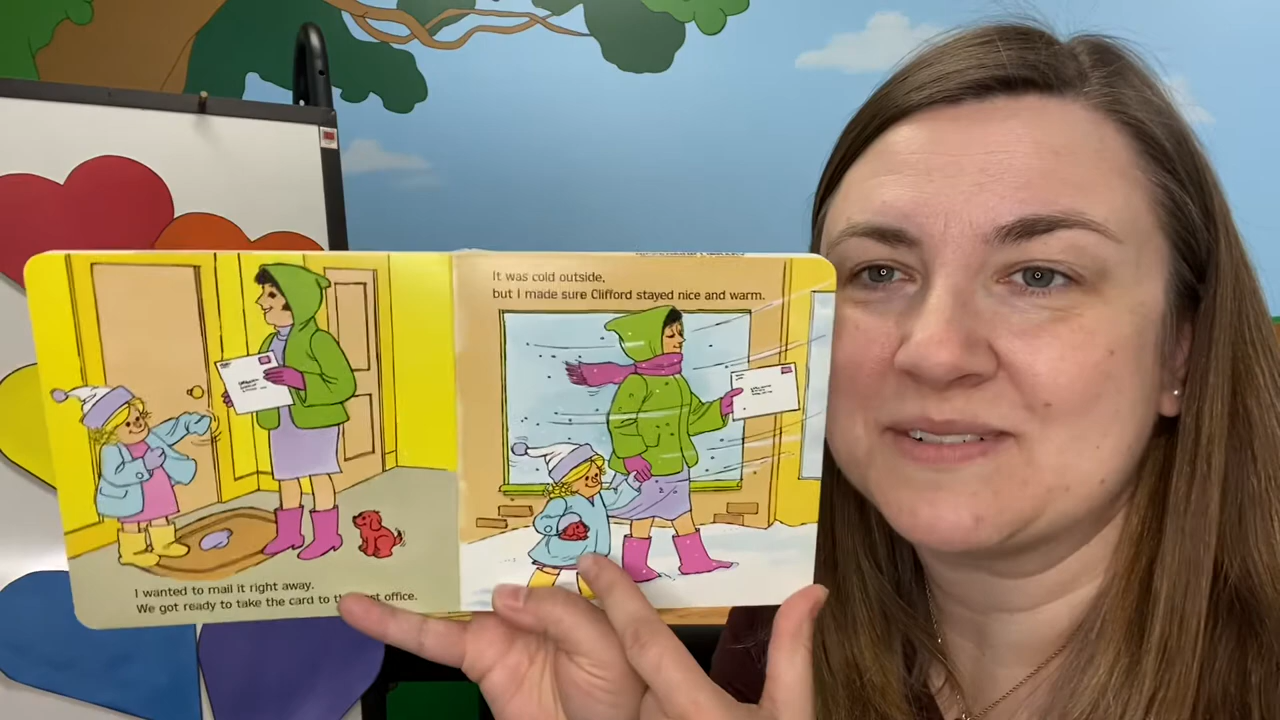 I wanted to mail it right away.
We got ready to take the card to office.
It was cold outside,
but I made sure Clifford stayed nice and warm.